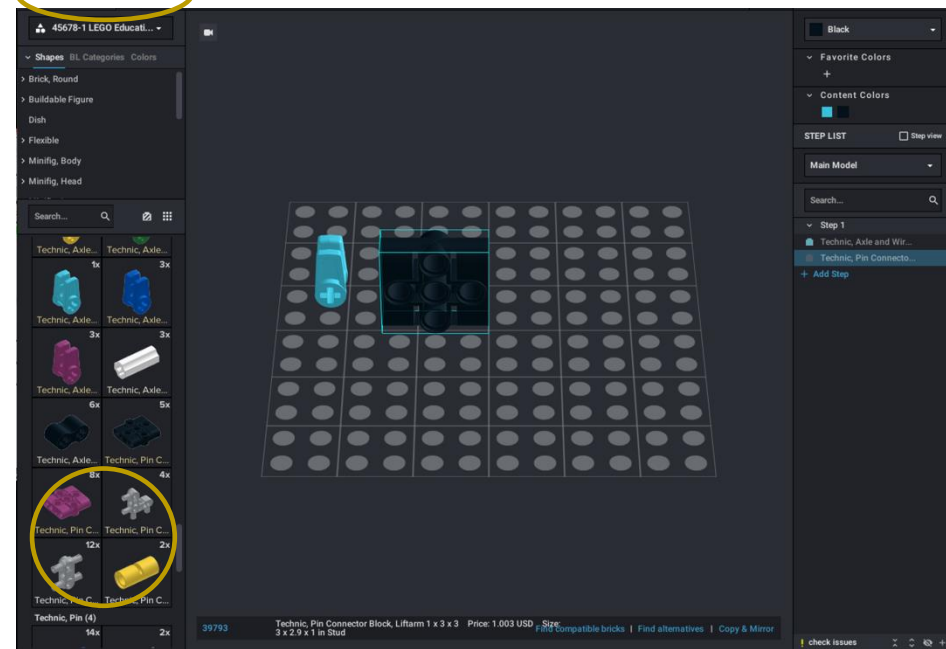 45678-1 LEGO Educati...
Shapes BL Categories Colors
Brick, Round
Buildable Figure
Dish
Flexible
Minifig, Body
Minifig, Head
Search...
Technic, Axle... Technic, Axle...
1x 3x
Technic, Axle... Technic, Axle...
3x 3x
Technic, Axle... Technic, Axle...
6x 5x
Technic, Axle... Technic, Pin C...
8x 4x
Technic, Pin C... Technic, Pin C...
12x 2x
Technic, Pin C... Technic, Pin C...
Technic, Pin (4)
14x 2x
39793
Technic, Pin Connector Block, Liftarm 1 x 3 x 3 Price: 1.003 USD Size:
3 x 2.9 x 1 in Stud
Find compatible bricks | Find alternatives | Copy & Mirror
Black
Favorite Colors
+
Content Colors
STEP LIST Step view
Main Model
Search...
Step 1
Technic, Axle and Wir...
Technic, Pin Connecto...
+ Add Step
! check issues